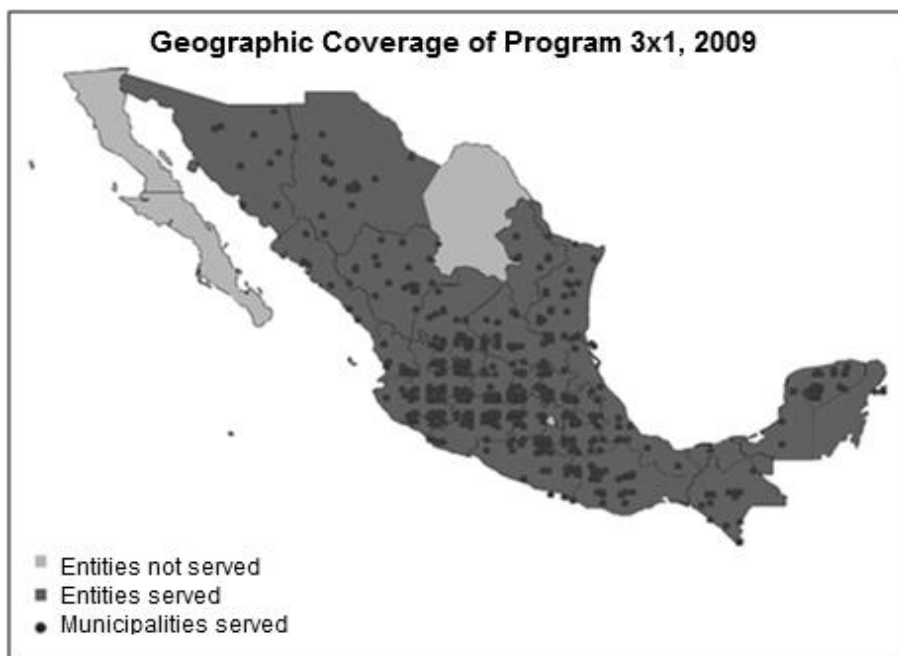 Geographic Coverage of Program 3x1, 2009
Entities not served
Entities served
Municipalities served